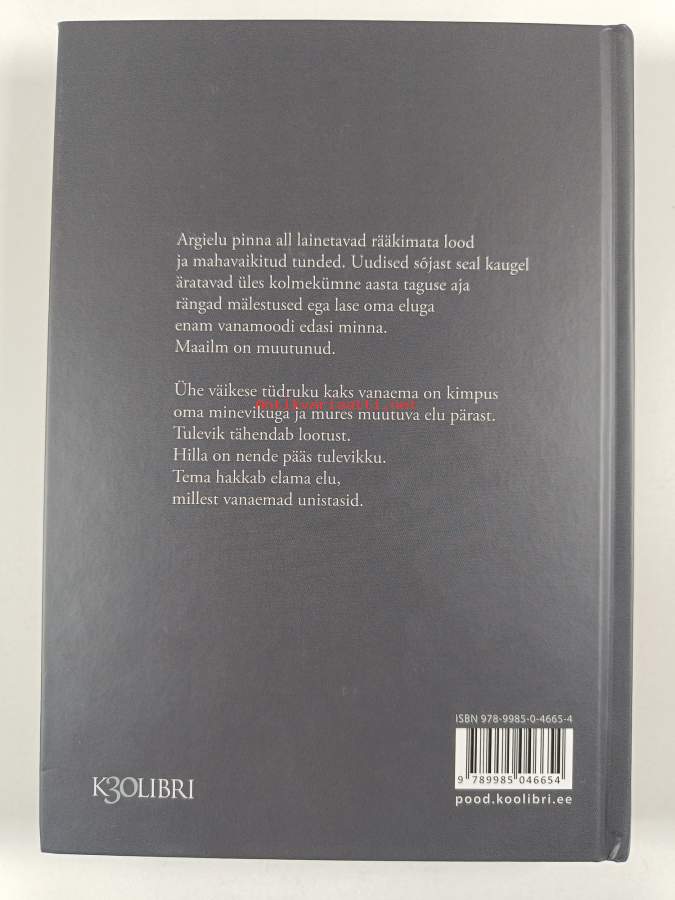 Argielu pinna all lainetavad rääkimata lood
ja mahavaikitud tunded. Uudised sõjast seal kaugel
äratavad üles kolmekümne aasta taguse aja
rängad mälestused ega lase oma eluga
enam vanamoodi edasi minna.
Maailm on muutunud.
Ühe väikese tüdruku kaks vanaema on kimpus
Antikvariaatti.net
oma minevikuga ja mures muutuva elu pärast.
Tulevik tähendab lootust.
Hilla on nende pääs tulevikku.
Tema hakkab elama elu,
millest vanaemad unistasid.
ISBN 978-9985-0-4665-4
9 789985 046654
pood.koolibri.ee
K30LIBRI